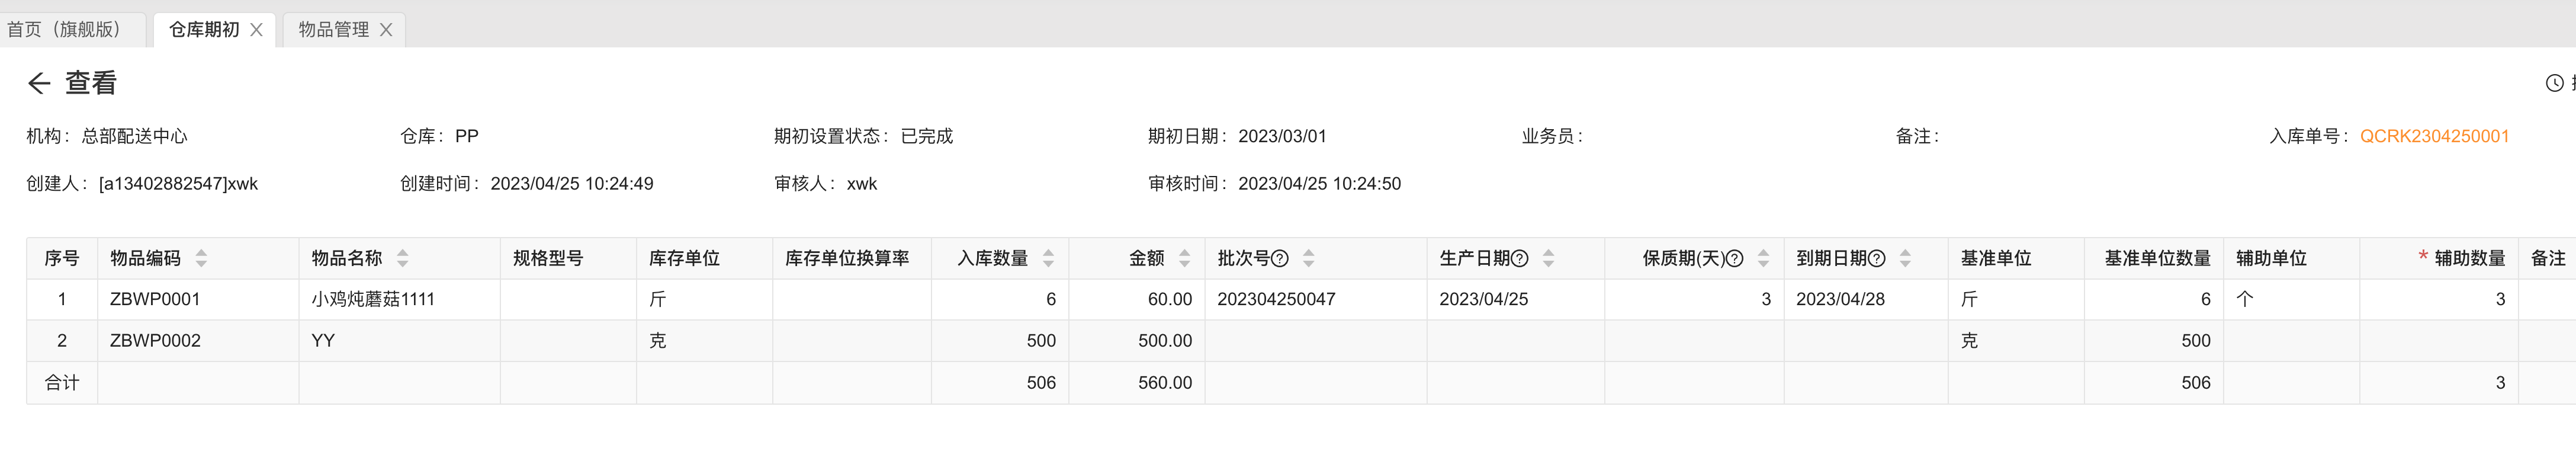 首页（旗舰版） 仓库期初 物品管理
查看
机构： 总部配送中心 仓库： PP 期初设置状态： 已完成 期初日期： 2023/03/01 业务员： 备注： 入库单号： QCRK2304250001
创建人： [a13402882547]xwk 创建时间： 2023/04/25 10:24:49 审核人： xwk 审核时间： 2023/04/25 10:24:50
序号 物品编码 物品名称 规格型号 库存单位 库存单位换算率 入库数量 金额 批次号 生产日期 保质期(天) 到期日期 基准单位 基准单位数量 辅助单位 * 辅助数量 备注
1 ZBWP0001 小鸡炖蘑菇1111 斤 6 60.00 202304250047 2023/04/25 3 2023/04/28 斤 6 个 3
2 ZBWP0002 YY 克 500 500.00 克 500
合计 506 560.00 506 3